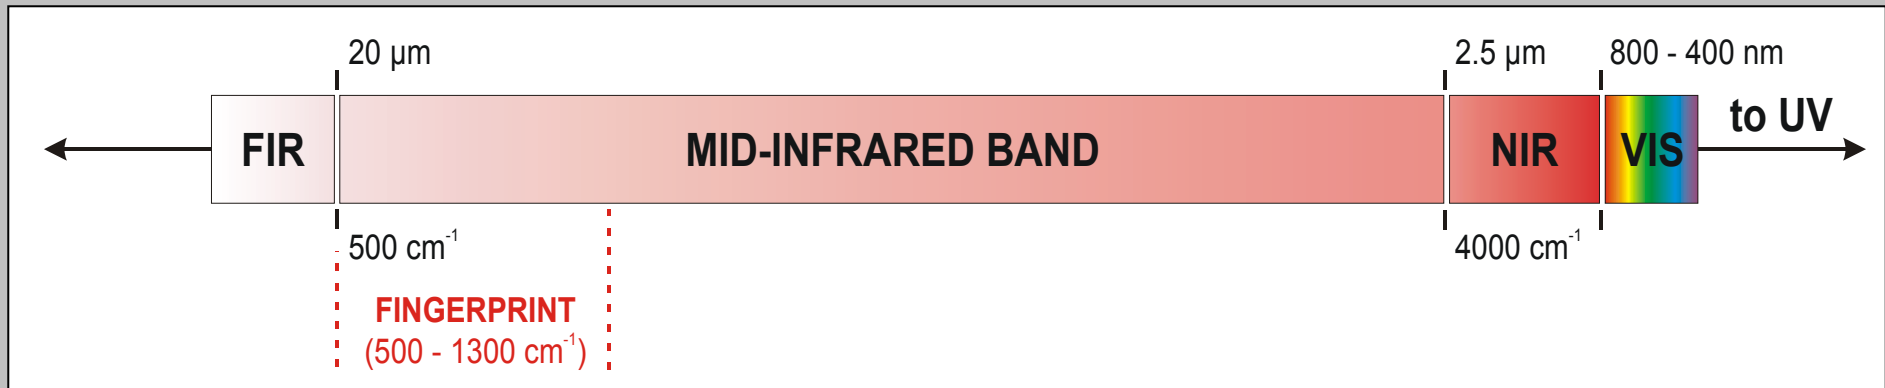 20 µm
2.5 µm
800 - 400 nm
FIR
MID-INFRARED BAND
NIR
VIS
to UV
500 cm⁻¹
4000 cm⁻¹
FINGERPRINT
(500 - 1300 cm⁻¹)